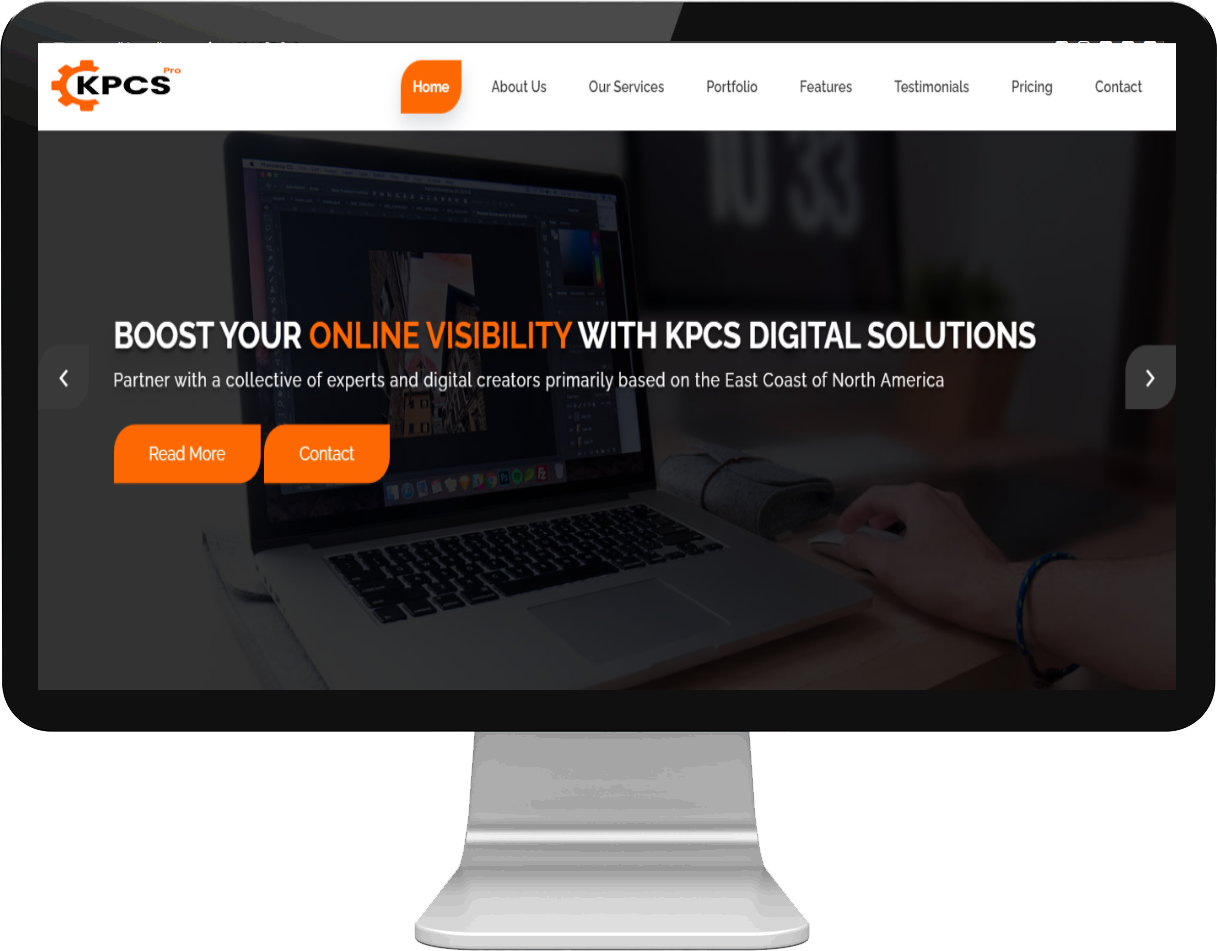 KPCS Pro
Home About Us Our Services Portfolio Features Testimonials Pricing Contact
10 33
BOOST YOUR ONLINE VISIBILITY WITH KPCS DIGITAL SOLUTIONS
Partner with a collective of experts and digital creators primarily based on the East Coast of North America
Read More Contact